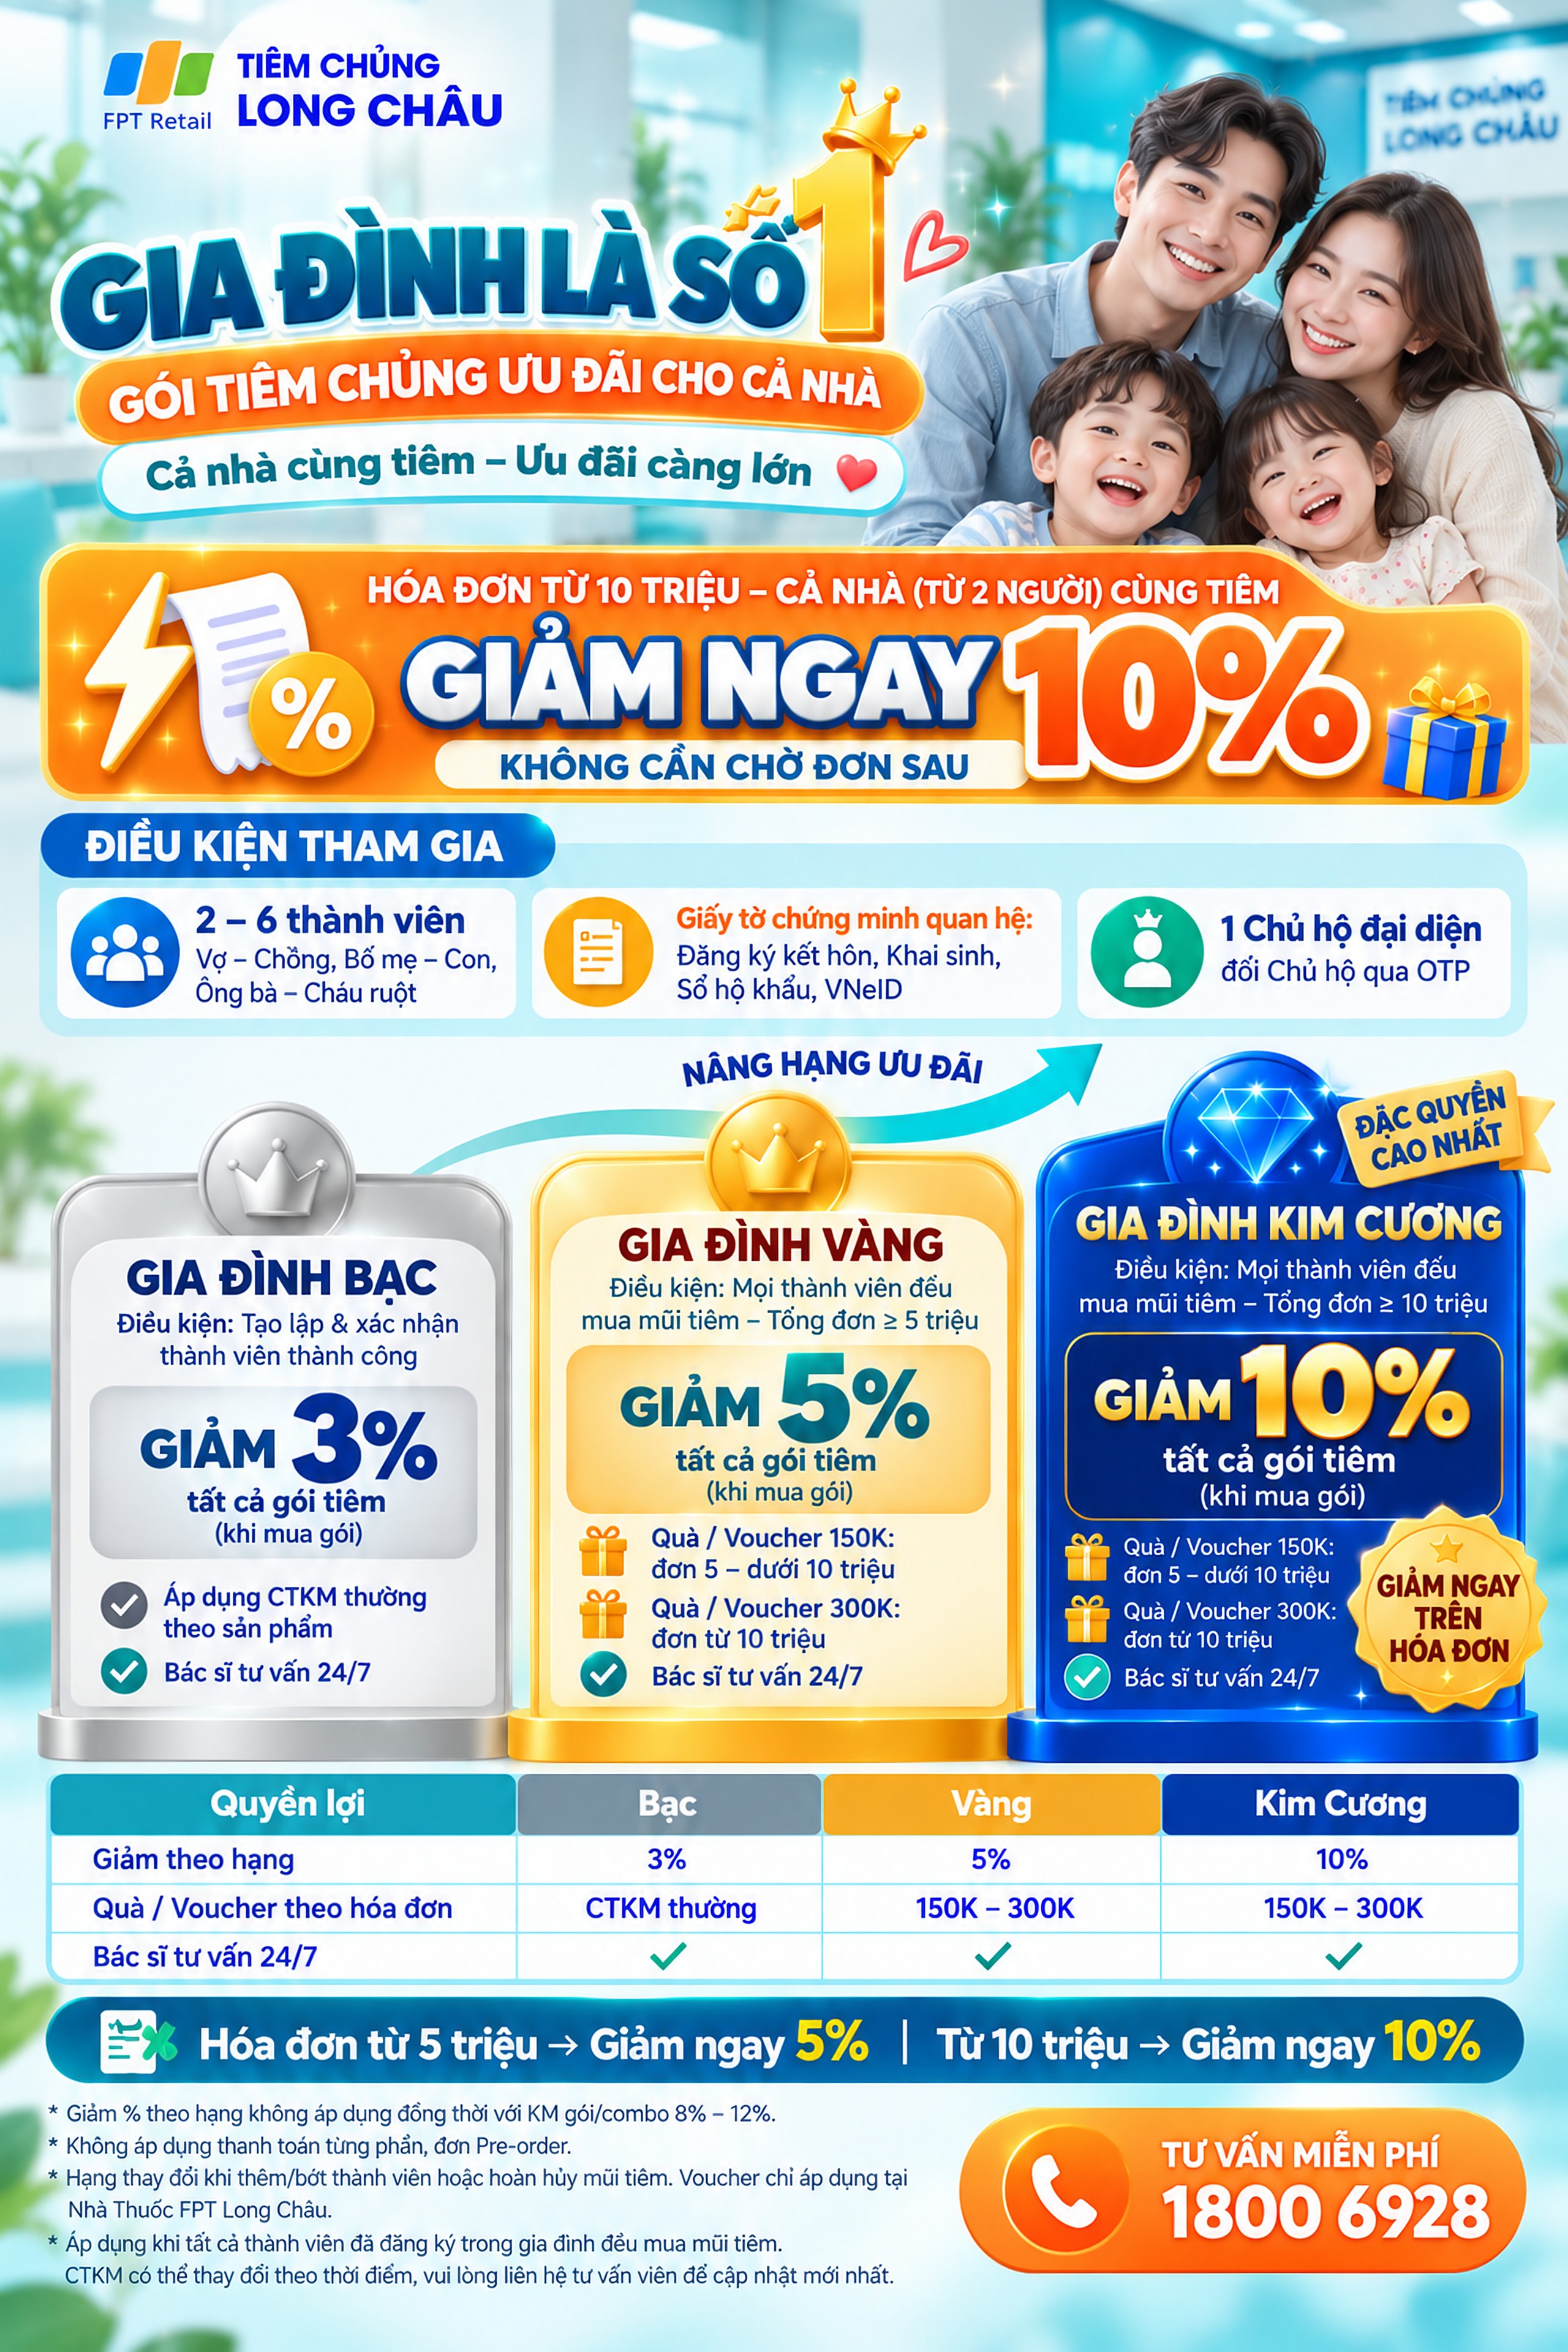 FPT Retail
TIÊM CHỦNG
LONG CHÂU
TIÊM CHỦNG
LONG CHÂU
GIA ĐÌNH LÀ SỐ 1
GÓI TIÊM CHỦNG ƯU ĐÃI CHO CẢ NHÀ
Cả nhà cùng tiêm – Ưu đãi càng lớn
HÓA ĐƠN TỪ 10 TRIỆU – CẢ NHÀ (TỪ 2 NGƯỜI) CÙNG TIÊM
%
GIẢM NGAY 10%
KHÔNG CẦN CHỜ ĐƠN SAU
ĐIỀU KIỆN THAM GIA
2 – 6 thành viên
Vợ – Chồng, Bố mẹ – Con,
Ông bà – Cháu ruột
Giấy tờ chứng minh quan hệ:
Đăng ký kết hôn, Khai sinh,
Sổ hộ khẩu, VNeID
1 Chủ hộ đại diện
đối Chủ hộ qua OTP
NÂNG HẠNG ƯU ĐÃI
GIA ĐÌNH BẠC
Điều kiện: Tạo lập & xác nhận
thành viên thành công
GIẢM 3%
tất cả gói tiêm
(khi mua gói)
Áp dụng CTKM thường
theo sản phẩm
Bác sĩ tư vấn 24/7
GIA ĐÌNH VÀNG
Điều kiện: Mọi thành viên đều
mua mũi tiêm – Tổng đơn ≥ 5 triệu
GIẢM 5%
tất cả gói tiêm
(khi mua gói)
Quà / Voucher 150K:
đơn 5 – dưới 10 triệu
Quà / Voucher 300K:
đơn từ 10 triệu
Bác sĩ tư vấn 24/7
ĐẶC QUYỀN
CAO NHẤT
GIA ĐÌNH KIM CƯƠNG
Điều kiện: Mọi thành viên đếu
mua mũi tiêm – Tổng đơn ≥ 10 triệu
GIẢM 10%
tất cả gói tiêm
(khi mua gói)
Quà / Voucher 150K:
đơn 5 – dưới 10 triệu
Quà / Voucher 300K:
đơn từ 10 triệu
Bác sĩ tư vấn 24/7
GIẢM NGAY
TRÊN
HÓA ĐƠN
Quyền lợi Bạc Vàng Kim Cương
Giảm theo hạng 3% 5% 10%
Quà / Voucher theo hóa đơn CTKM thường 150K – 300K 150K – 300K
Bác sĩ tư vấn 24/7 ✓ ✓ ✓
Hóa đơn từ 5 triệu → Giảm ngay 5% | Từ 10 triệu → Giảm ngay 10%
* Giảm % theo hạng không áp dụng đồng thời với KM gói/combo 8% – 12%.
* Không áp dụng thanh toán từng phần, đơn Pre-order.
* Hạng thay đổi khi thêm/bớt thành viên hoặc hoàn hủy mũi tiêm. Voucher chỉ áp dụng tại
Nhà Thuốc FPT Long Châu.
* Áp dụng khi tất cả thành viên đã đăng ký trong gia đình đều mua mũi tiêm.
CTKM có thể thay đổi theo thời điểm, vui lòng liên hệ tư vấn viên để cập nhật mới nhất.
TƯ VẤN MIỄN PHÍ
1800 6928